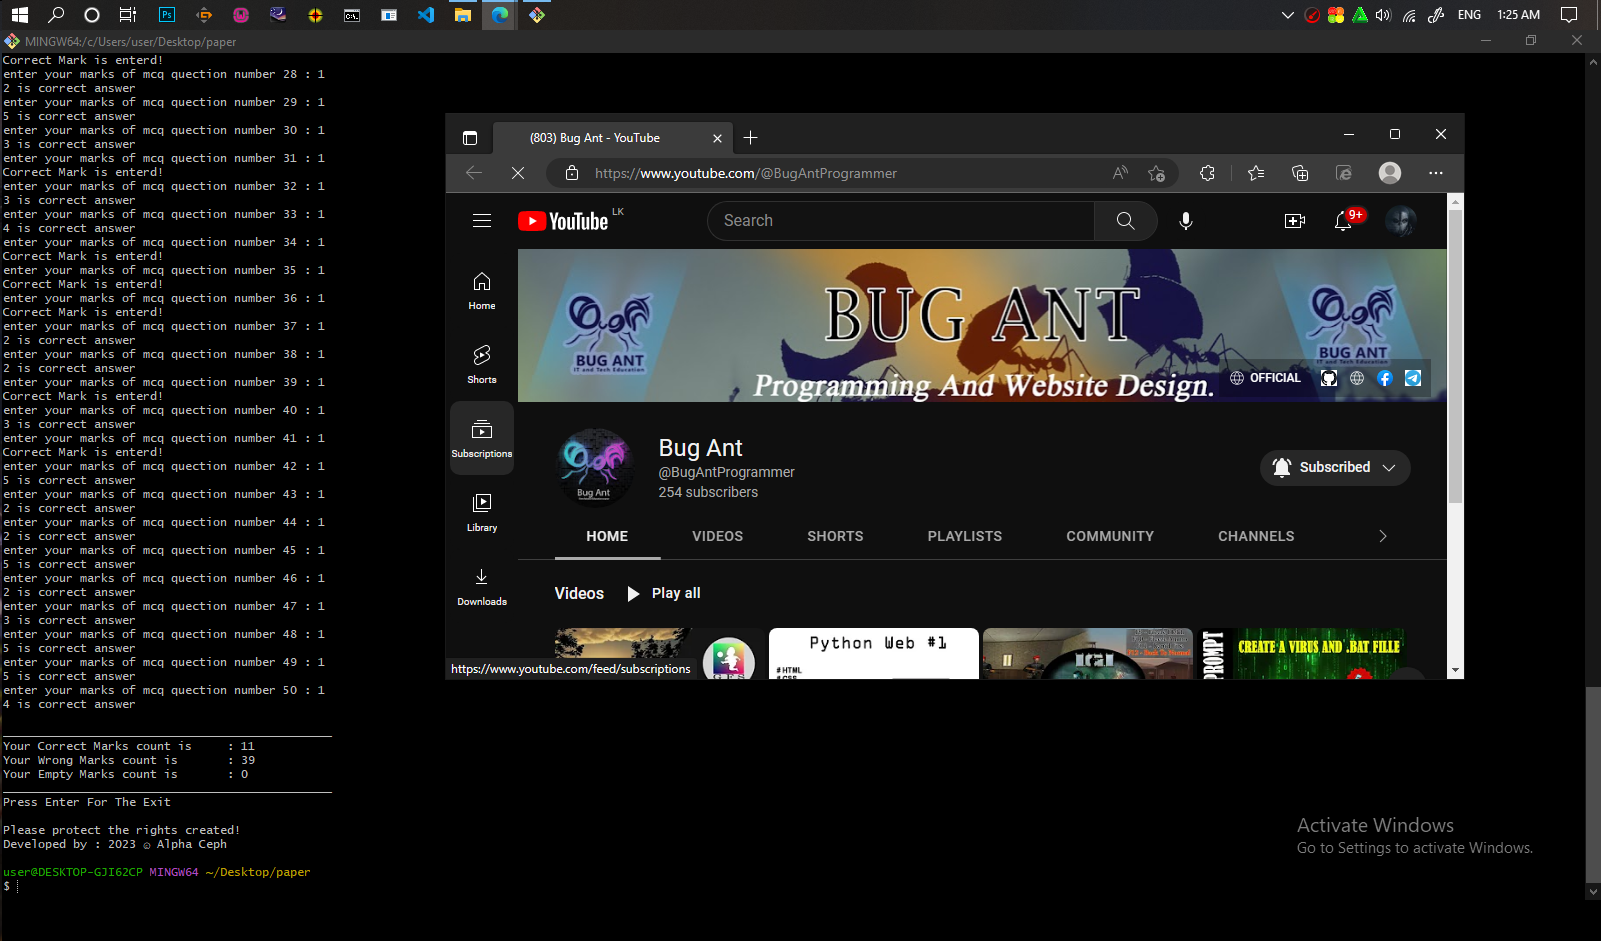 Ps
ENG
1:25 AM
MINGW64:/c/Users/user/Desktop/paper
Correct Mark is enterd!
enter your marks of mcq question number 28 : 1
2 is correct answer
enter your marks of mcq question number 29 : 1
5 is correct answer
enter your marks of mcq question number 30 : 1
3 is correct answer
enter your marks of mcq question number 31 : 1
Correct Mark is enterd!
enter your marks of mcq question number 32 : 1
3 is correct answer
enter your marks of mcq question number 33 : 1
4 is correct answer
enter your marks of mcq question number 34 : 1
Correct Mark is enterd!
enter your marks of mcq question number 35 : 1
Correct Mark is enterd!
enter your marks of mcq question number 36 : 1
Correct Mark is enterd!
enter your marks of mcq question number 37 : 1
2 is correct answer
enter your marks of mcq question number 38 : 1
2 is correct answer
enter your marks of mcq question number 39 : 1
Correct Mark is enterd!
enter your marks of mcq question number 40 : 1
3 is correct answer
enter your marks of mcq question number 41 : 1
Correct Mark is enterd!
enter your marks of mcq question number 42 : 1
5 is correct answer
enter your marks of mcq question number 43 : 1
2 is correct answer
enter your marks of mcq question number 44 : 1
2 is correct answer
enter your marks of mcq question number 45 : 1
5 is correct answer
enter your marks of mcq question number 46 : 1
2 is correct answer
enter your marks of mcq question number 47 : 1
3 is correct answer
enter your marks of mcq question number 48 : 1
5 is correct answer
enter your marks of mcq question number 49 : 1
5 is correct answer
enter your marks of mcq question number 50 : 1
4 is correct answer
Your Correct Marks count is : 11
Your Wrong Marks count is : 39
Your Empty Marks count is : 0
Press Enter For The Exit
Please protect the rights created!
Developed by : 2023 © Alpha Ceph
user@DESKTOP-GJI62CP MINGW64 ~/Desktop/paper
$
(803) Bug Ant - YouTube
https://www.youtube.com/@BugAntProgrammer
YouTube LK
Search
9+
Home
Shorts
Subscriptions
Library
Downloads
BUG ANT
IT and Tech Education
BUG ANT
Programming And Website Design.
BUG ANT
IT and Tech Education
OFFICIAL
Bug Ant
Bug Ant
@BugAntProgrammer
254 subscribers
Subscribed
HOME VIDEOS SHORTS PLAYLISTS COMMUNITY CHANNELS
Videos Play all
Python Web #1
# HTML
PROMPT
CREATE A VIRUS AND .BAT FILLE
https://www.youtube.com/feed/subscriptions
Activate Windows
Go to Settings to activate Windows.